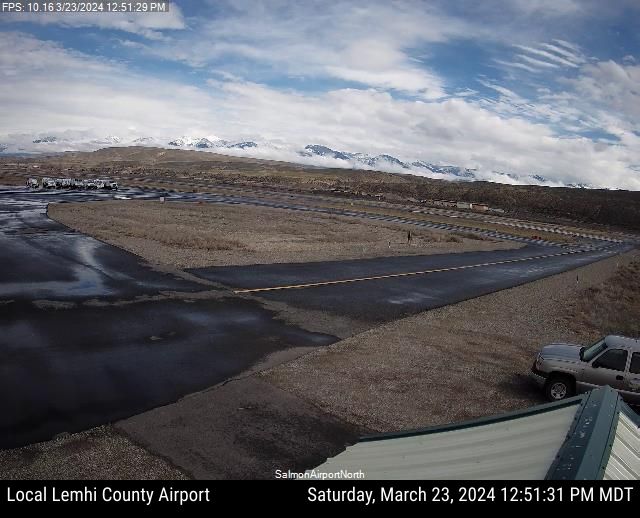 FPS: 10.16 3/23/2024 12:51:29 PM
SalmonAirportNorth
Local Lemhi County Airport Saturday, March 23, 2024 12:51:31 PM MDT